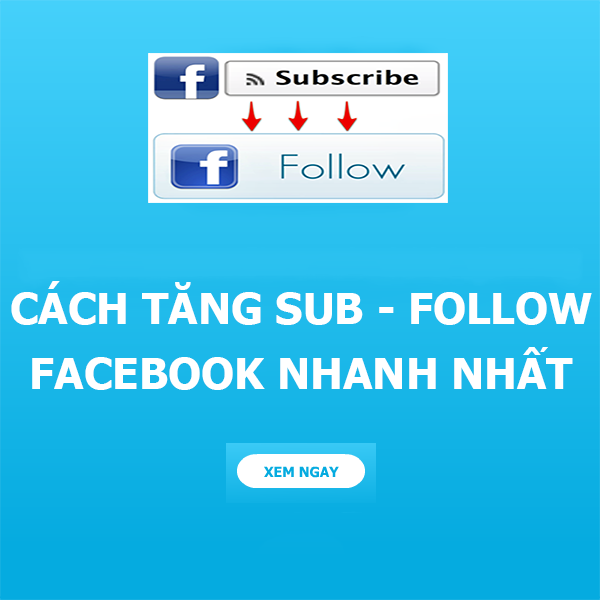 f Subscribe
f Follow
CÁCH TĂNG SUB - FOLLOW
FACEBOOK NHANH NHẤT
XEM NGAY